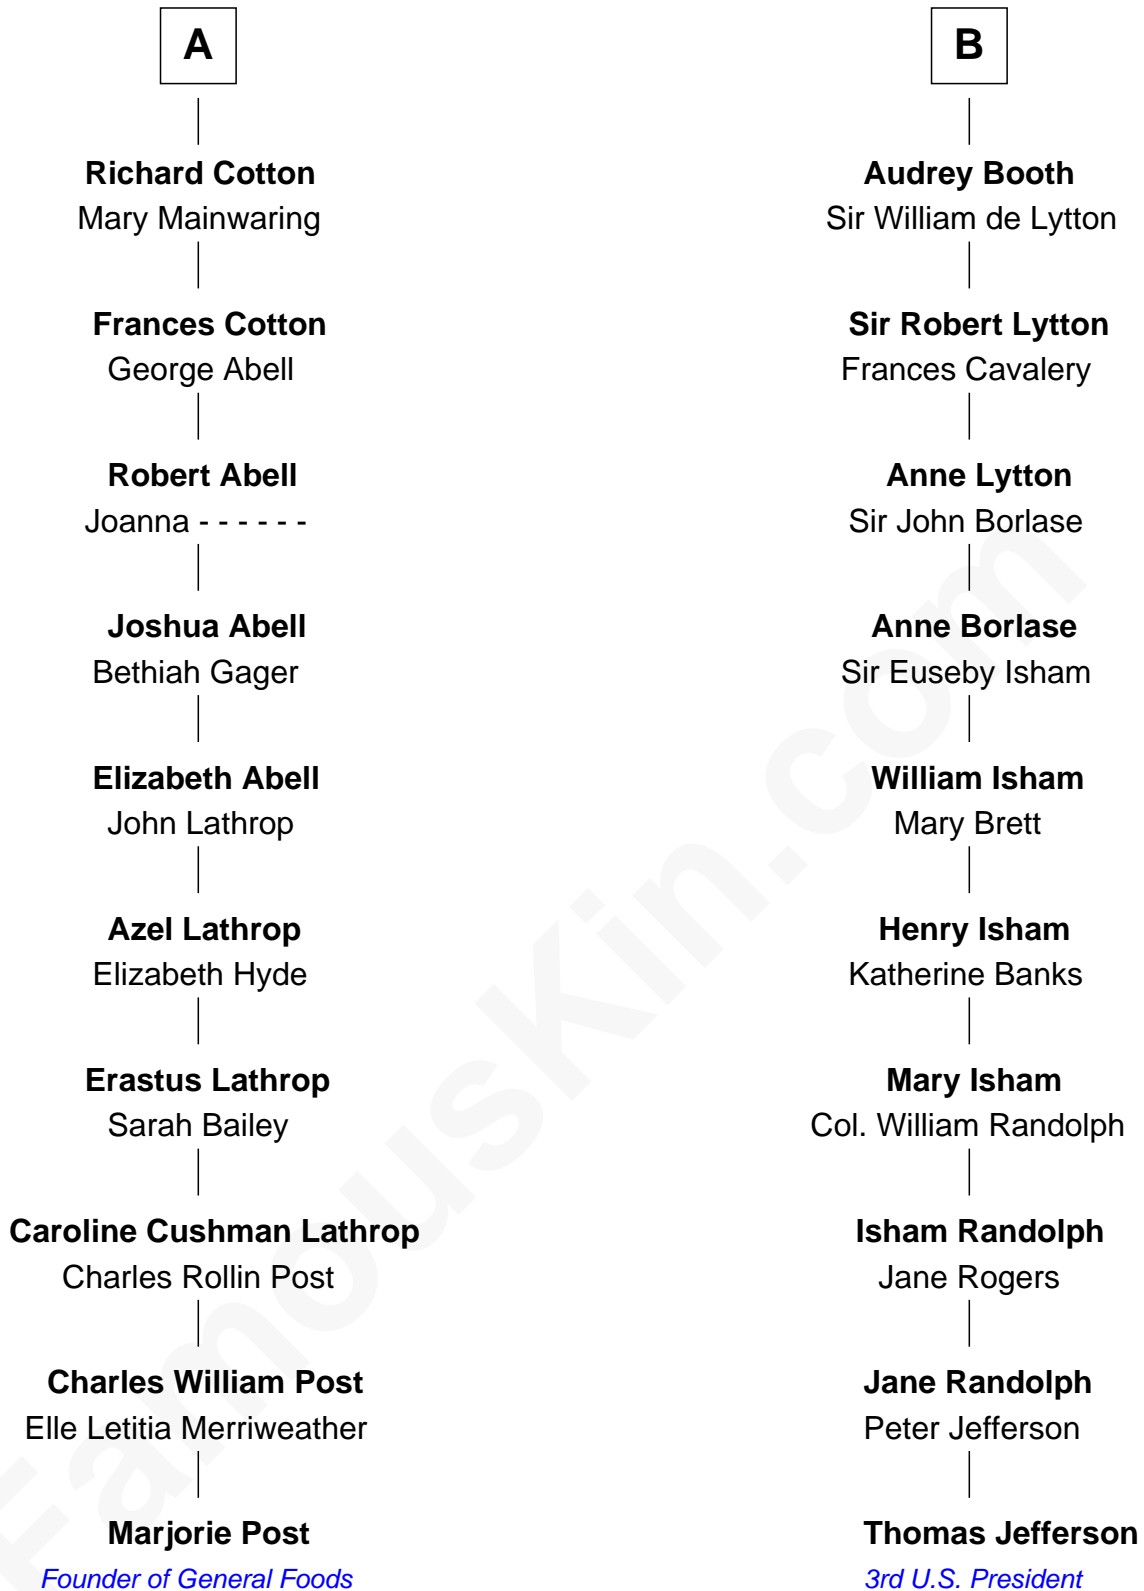 A
Richard Cotton
Mary Mainwaring
Frances Cotton
George Abell
Robert Abell
Joanna - - - - - -
Joshua Abell
Bethiah Gager
Elizabeth Abell
John Lathrop
Azel Lathrop
Elizabeth Hyde
Erastus Lathrop
Sarah Bailey
Caroline Cushman Lathrop
Charles Rollin Post
Charles William Post
Elle Letitia Merriweather
Marjorie Post
Founder of General Foods
B
Audrey Booth
Sir William de Lytton
Sir Robert Lytton
Frances Cavalery
Anne Lytton
Sir John Borlase
Anne Borlase
Sir Euseby Isham
William Isham
Mary Brett
Henry Isham
Katherine Banks
Mary Isham
Col. William Randolph
Isham Randolph
Jane Rogers
Jane Randolph
Peter Jefferson
Thomas Jefferson
3rd U.S. President
FamousKin.com